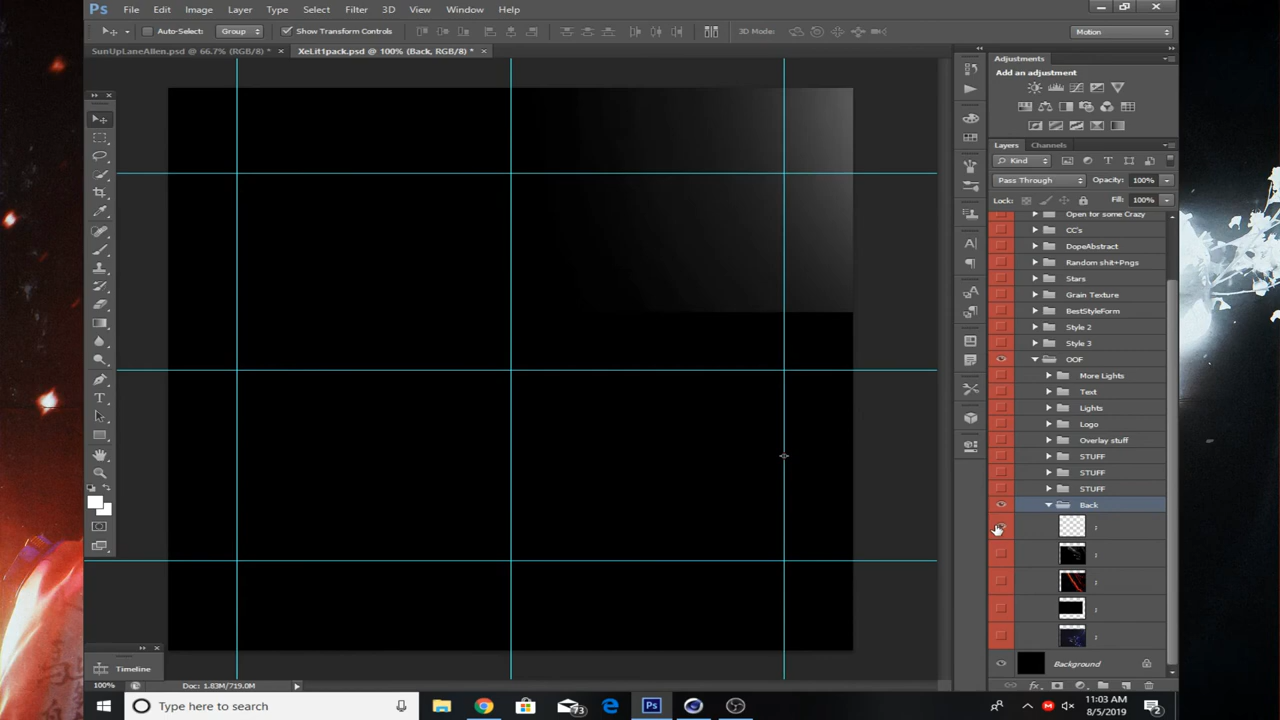 Ps File Edit Image Layer Type Select Filter 3D View Window Help
Auto-Select: Group Show Transform Controls 3D Mode: Motion
SunUpLaneAllen.psd @ 66.7% (RGB/8) * × XeLit1pack.psd @ 100% (Back, RGB/8) * ×
Adjustments
Add an adjustment
Layers Channels
Kind
Pass Through Opacity: 100%
Lock: Fill: 100%
Open for some Crazy
CC's
DopeAbstract
Random shit+Pngs
Stars
Grain Texture
BestStyleForm
Style 2
Style 3
OOF
More Lights
Text
Lights
Logo
Overlay stuff
STUFF
STUFF
STUFF
Back
Background
Timeline
100% Doc: 1.83M/719.0M
Type here to search
73
11:03 AM
8/5/2019
2